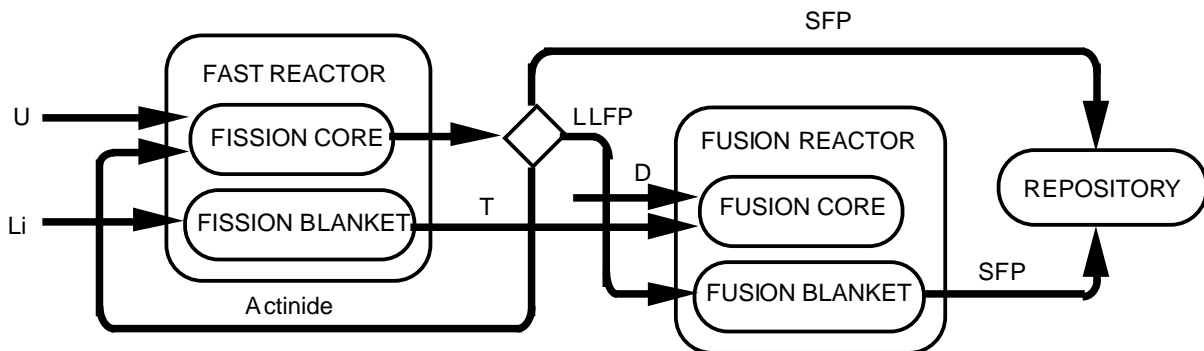 SFP
FAST REACTOR
U
FISSION CORE
LLFP
FUSION REACTOR
D
REPOSITORY
FISSION BLANKET
T
FUSION CORE
Li
SFP
FUSION BLANKET
Actinide